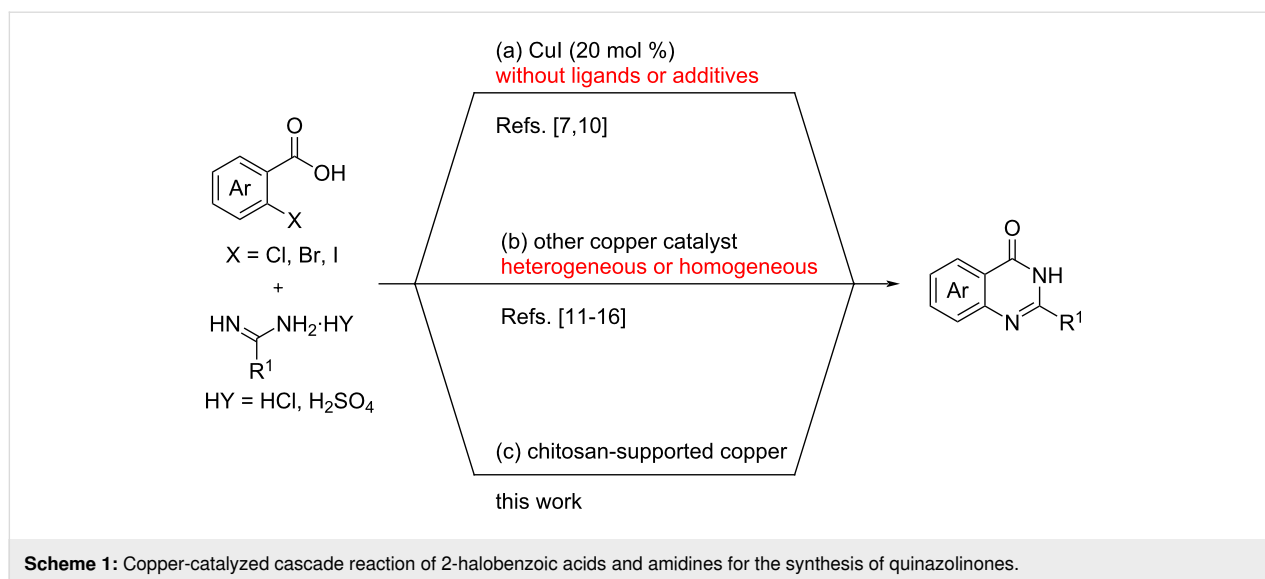 (a) CuI (20 mol %)
without ligands or additives
Refs. [7,10]
O
OH
Ar
X
X = Cl, Br, I
+
HN NH₂·HY
R¹
HY = HCl, H₂SO₄
(b) other copper catalyst
heterogeneous or homogeneous
Refs. [11-16]
O
NH
Ar
N R¹
(c) chitosan-supported copper
this work
Scheme 1: Copper-catalyzed cascade reaction of 2-halobenzoic acids and amidines for the synthesis of quinazolinones.